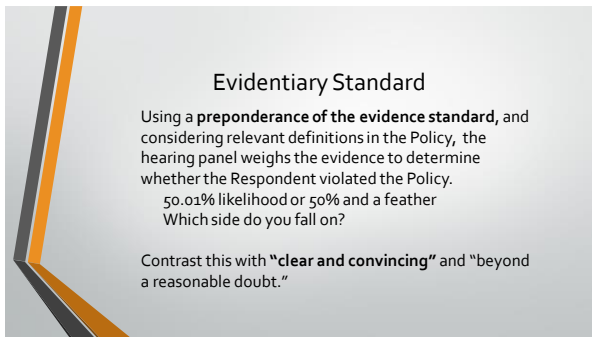 Evidentiary Standard
Using a preponderance of the evidence standard, and
considering relevant definitions in the Policy, the
hearing panel weighs the evidence to determine
whether the Respondent violated the Policy.
50.01% likelihood or 50% and a feather
Which side do you fall on?
Contrast this with “clear and convincing” and “beyond
a reasonable doubt.”